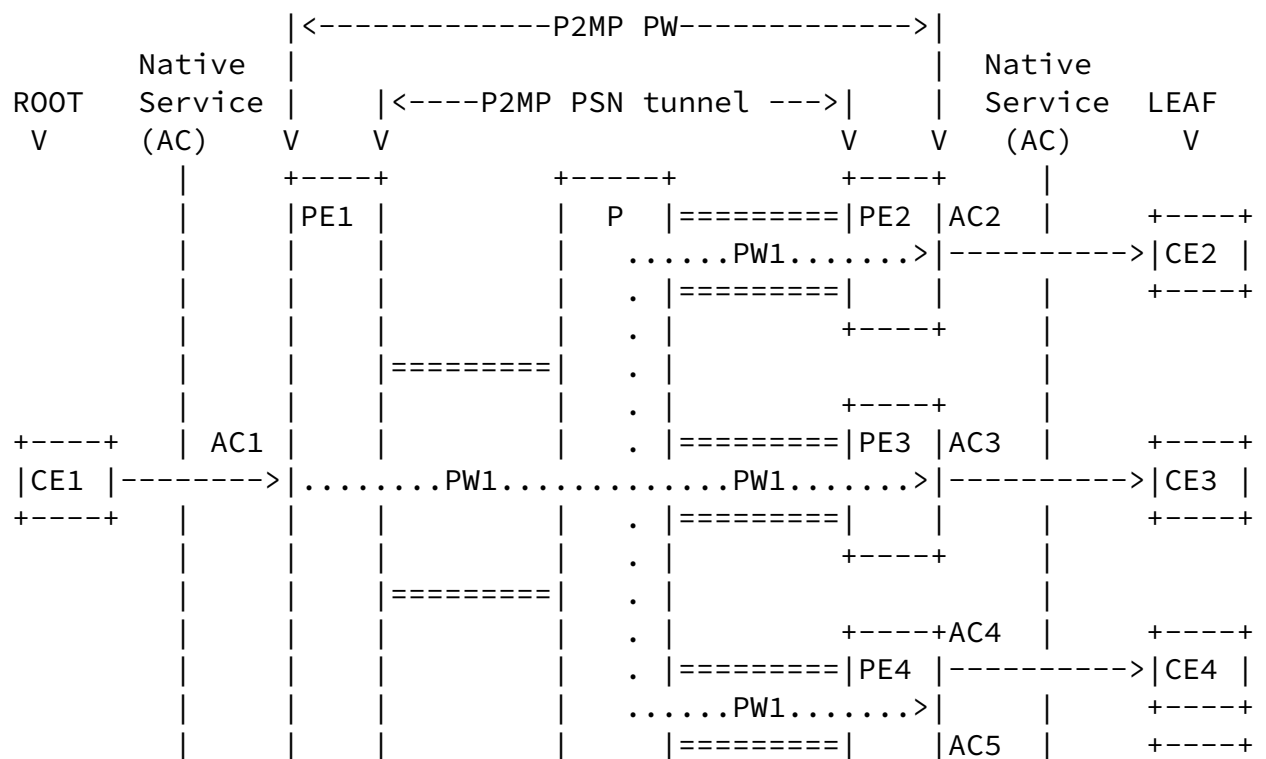 |<-------------P2MP PW------------->|
Native | | Native
ROOT Service | |<----P2MP PSN tunnel --->| | Service LEAF
V (AC) V V V V (AC) V
| +----+ +-----+ +----+ |
| |PE1 | | P |=========|PE2 |AC2 | +----+
| | | | ......PW1.......>|---------->|CE2 |
| | | | . |=========| | | +----+
| | | | . | +----+ |
| | |=========| . | |
| | | | . | +----+ |
+----+ | AC1| | | . |=========|PE3 |AC3 | +----+
|CE1 |-------->|........PW1.............PW1.......>|---------->|CE3 |
+----+ | | | | . |=========| | | +----+
| | | | . | +----+ |
| | |=========| . | |
| | | | . | +----+AC4 | +----+
| | | | . |=========|PE4 |---------->|CE4 |
| | | | ......PW1.......>| | +----+
| | | | |=========| |AC5 | +----+